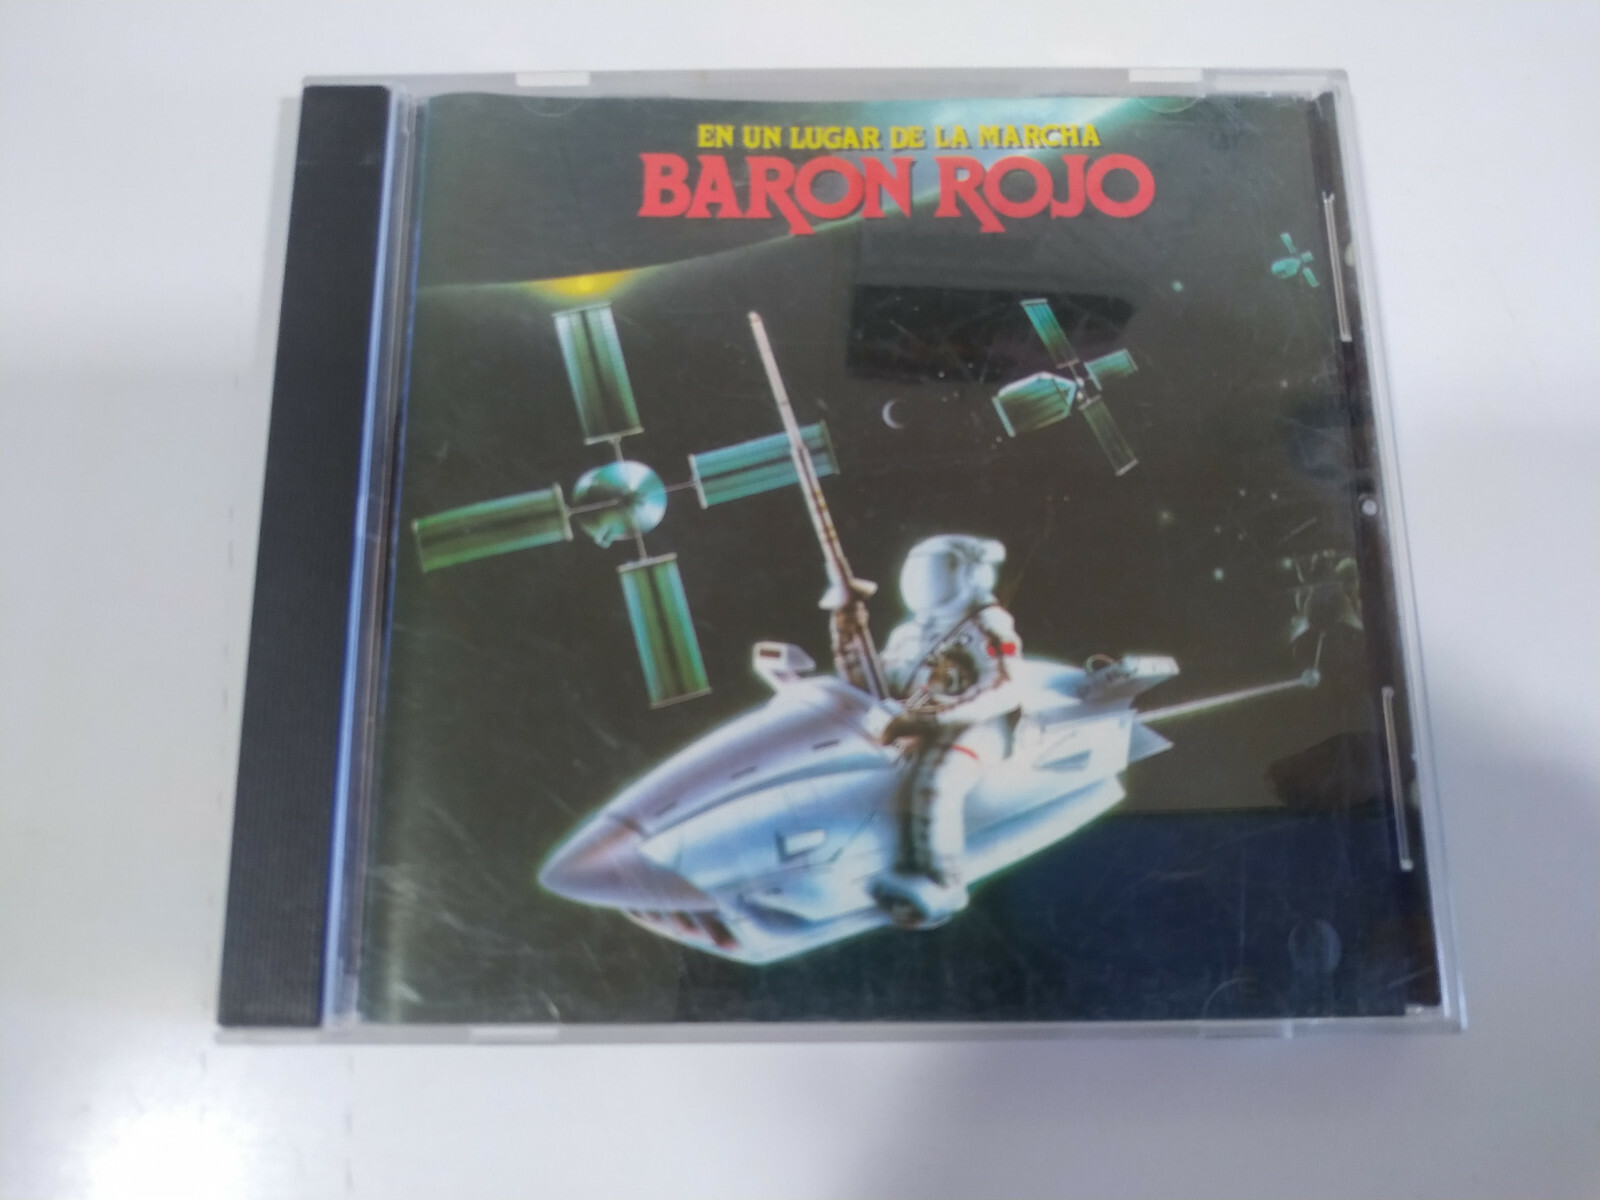 EN UN LUGAR DE LA MARCHA
BARON ROJO